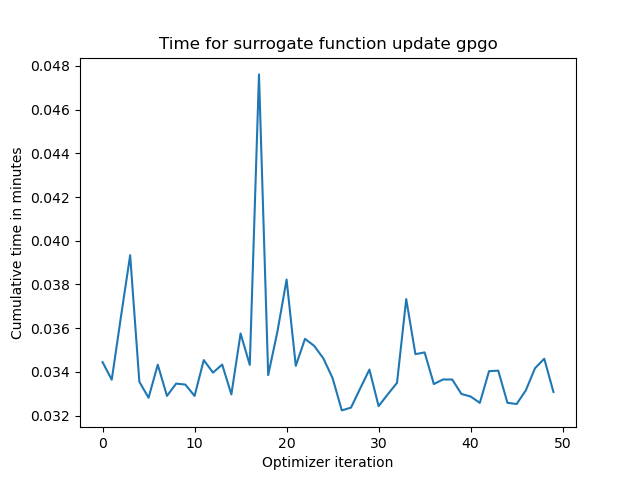 Time for surrogate function update gpgo
Cumulative time in minutes
0.048
0.046
0.044
0.042
0.040
0.038
0.036
0.034
0.032
0 10 20 30 40 50
Optimizer iteration